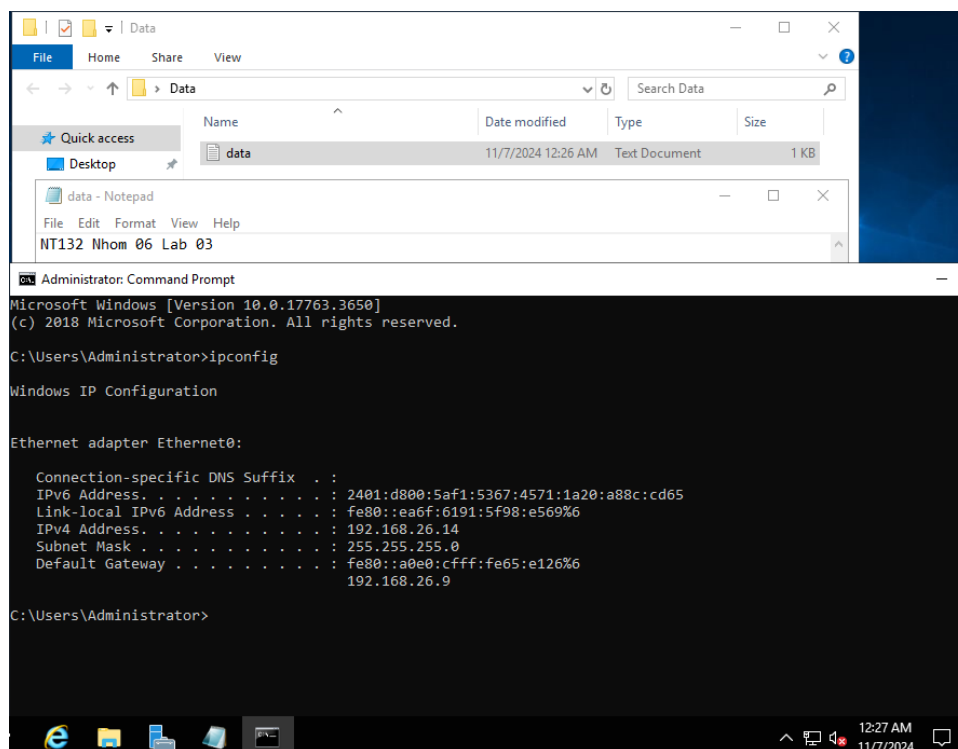 Data
File Home Share View
Data
Search Data
Name Date modified Type Size
Quick access
Desktop
data 11/7/2024 12:26 AM Text Document 1 KB
data - Notepad
File Edit Format View Help
NT132 Nhom 06 Lab 03
Administrator: Command Prompt
Microsoft Windows [Version 10.0.17763.3650]
(c) 2018 Microsoft Corporation. All rights reserved.
C:\Users\Administrator>ipconfig
Windows IP Configuration
Ethernet adapter Ethernet0:
Connection-specific DNS Suffix . :
IPv6 Address. . . . . . . . . . . : 2401:d800:5af1:5367:4571:1a20:a88c:cd65
Link-local IPv6 Address . . . . . : fe80::ea6f:6191:5f98:e569%6
IPv4 Address. . . . . . . . . . . : 192.168.26.14
Subnet Mask . . . . . . . . . . . : 255.255.255.0
Default Gateway . . . . . . . . . : fe80::a0e0:cfff:fe65:e126%6
192.168.26.9
C:\Users\Administrator>
12:27 AM
11/7/2024